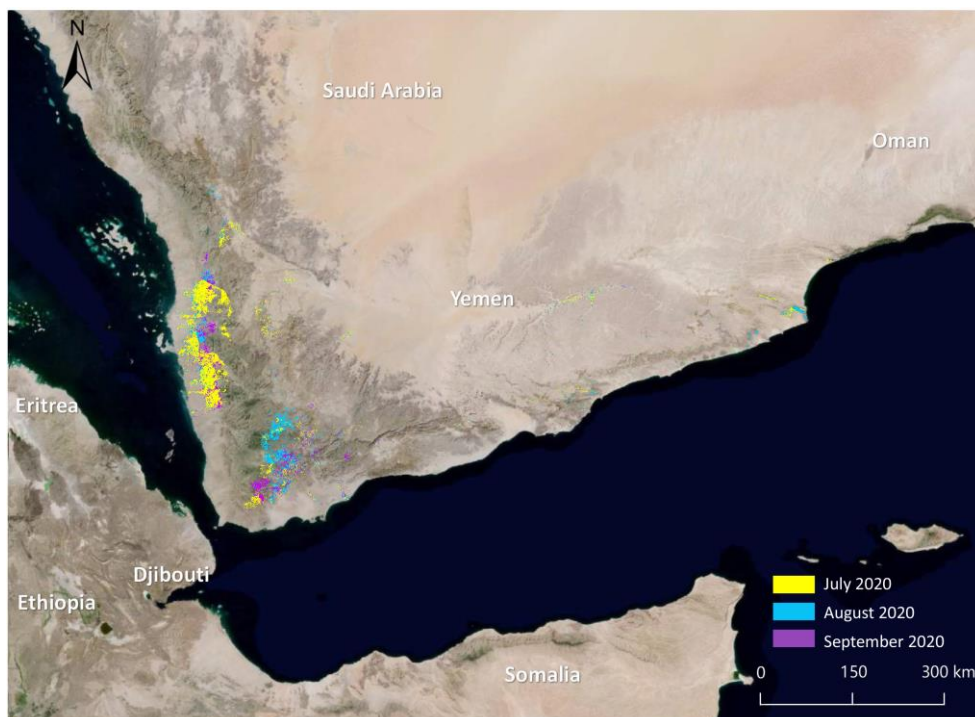 N
Saudi Arabia
Oman
Yemen
Eritrea
Djibouti
Ethiopia
Somalia
July 2020
August 2020
September 2020
0 150 300 km